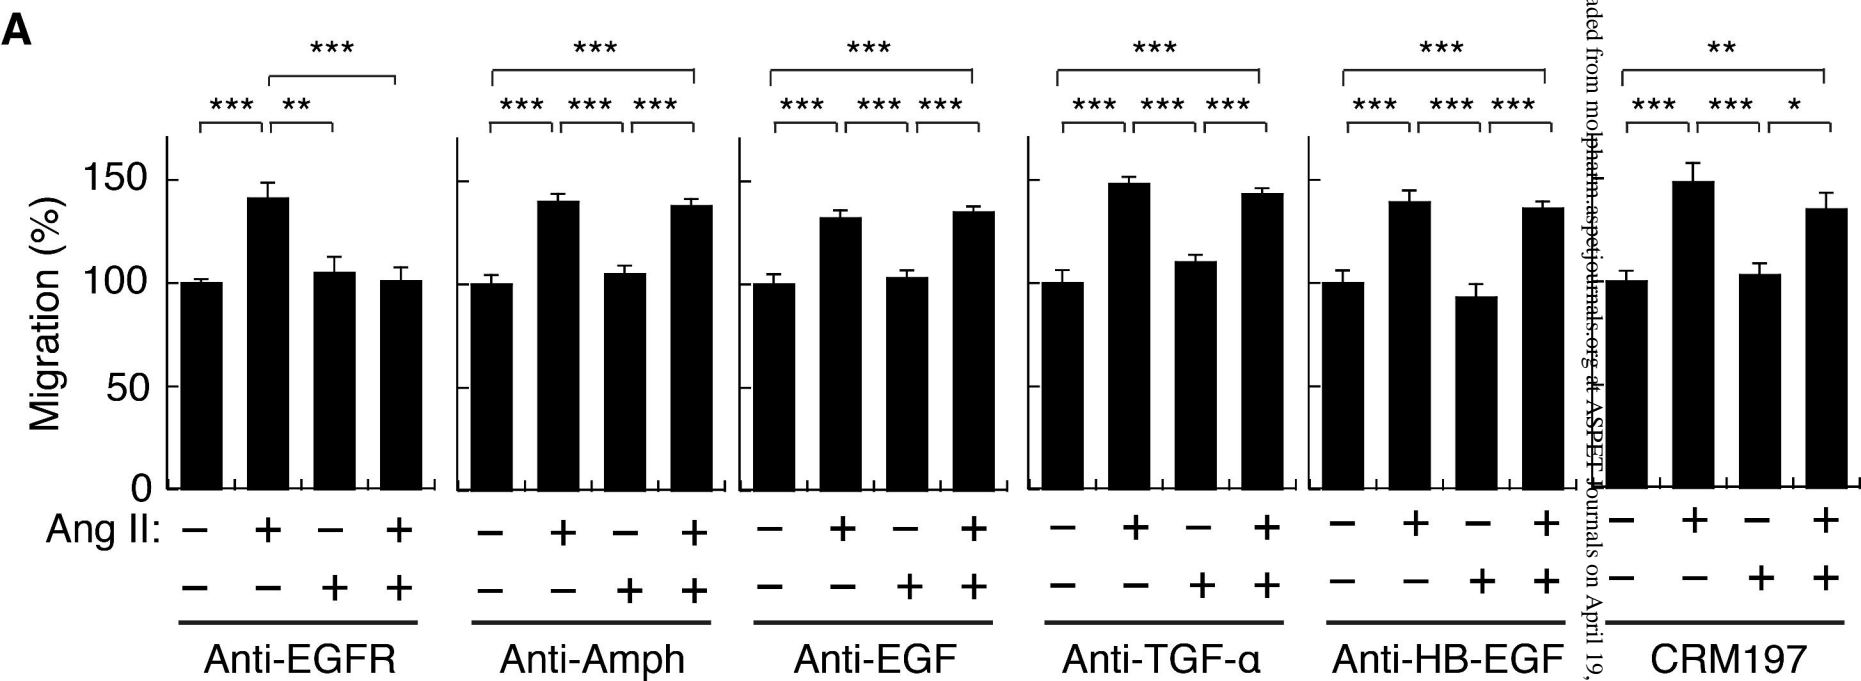 A
*** *** *** *** *** **
*** ** *** *** *** *** *** *** *** *** *** *** *** *** *** *** *
150
100
50
0
Migration (%)
Ang II: − + − + − + − + − + − + − + − + − + − + − + − +
− − + + − − + + − − + + − − + + − − + + − − + +
Anti-EGFR Anti-Amph Anti-EGF Anti-TGF-α Anti-HB-EGF CRM197
aded from molpharm.aspetjournals.org at ASPET Journals on April 19,